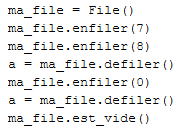 ma_file = File()
ma_file.enfiler(7)
ma_file.enfiler(8)
a = ma_file.defiler()
ma_file.enfiler(0)
a = ma_file.defiler()
ma_file.est_vide()